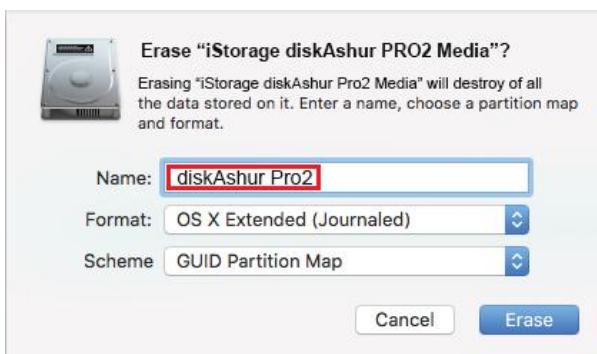 Erase “iStorage diskAshur PRO2 Media”?
Erasing “iStorage diskAshur Pro2 Media” will destroy of all
the data stored on it. Enter a name, choose a partition map
and format.
Name: diskAshur Pro2
Format: OS X Extended (Journaled)
Scheme GUID Partition Map
Cancel Erase